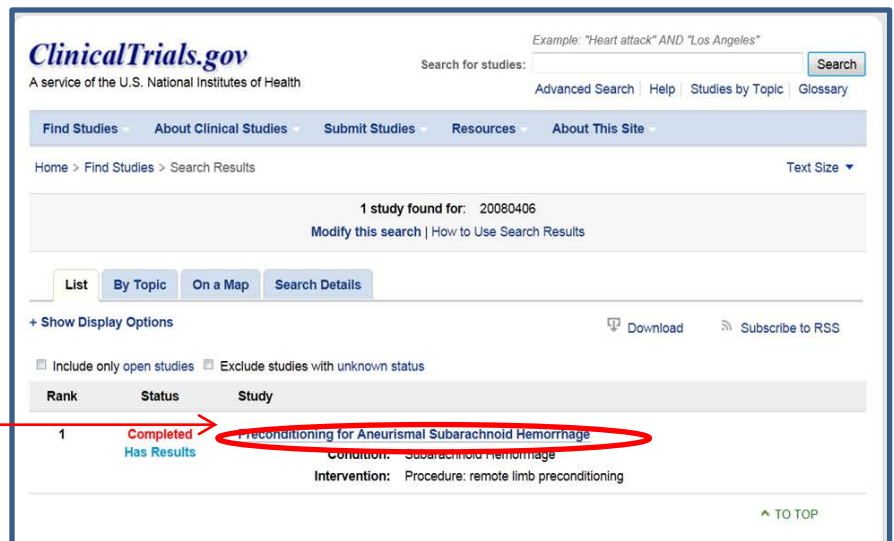 Example: "Heart attack" AND "Los Angeles"
ClinicalTrials.gov
Search for studies:
Search
A service of the U.S. National Institutes of Health
Advanced Search | Help | Studies by Topic | Glossary
Find Studies About Clinical Studies Submit Studies Resources About This Site
Home > Find Studies > Search Results
Text Size
1 study found for: 20080406
Modify this search | How to Use Search Results
List By Topic On a Map Search Details
+ Show Display Options
Download Subscribe to RSS
Include only open studies Exclude studies with unknown status
Rank Status Study
1 Completed Preconditioning for Aneurismal Subarachnoid Hemorrhage
Has Results Condition: Subarachnoid Hemorrhage
Intervention: Procedure: remote limb preconditioning
TO TOP